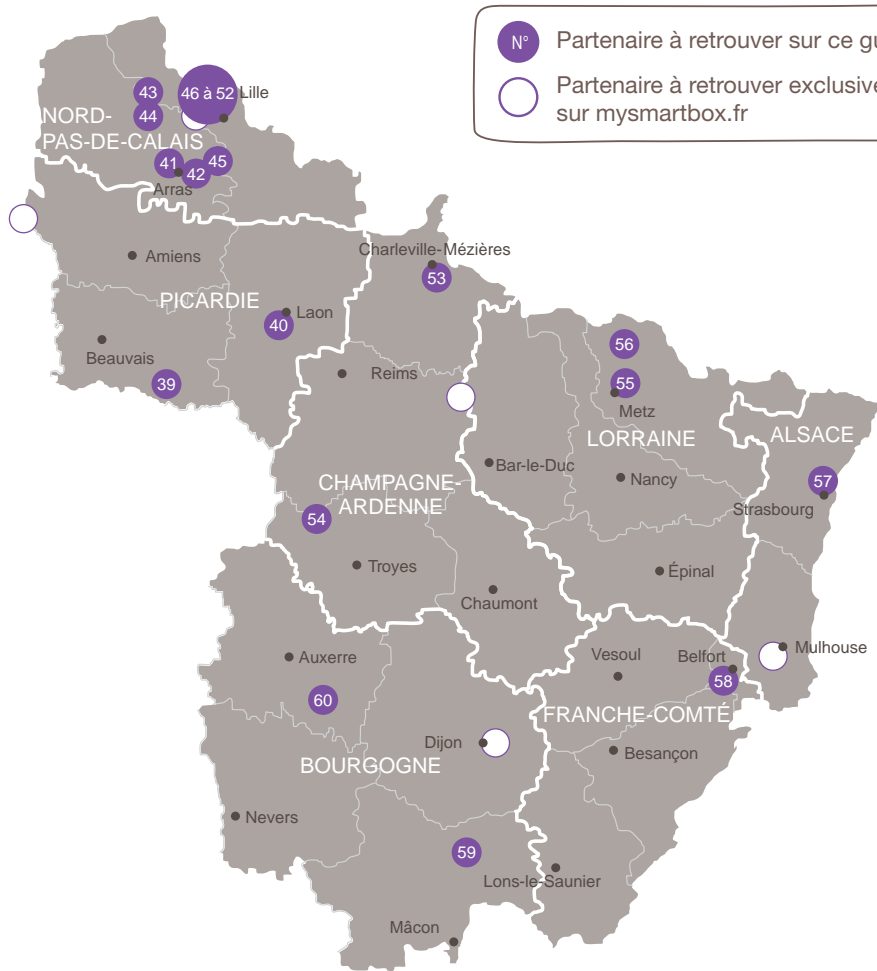 N° Partenaire à retrouver sur ce
Partenaire à retrouver
sur mysmartbox.fr
43
46 à 52
Lille
44
NORD-
PAS-DE-CALAIS
41
42
45
Arras
Amiens
Charleville-Mézières
53
PICARDIE
Laon
40
Beauvais
39
Reims
56
55
Metz
LORRAINE
ALSACE
Bar-le-Duc
Nancy
57
Strasbourg
CHAMPAGNE-
ARDENNE
54
Troyes
Épinal
Chaumont
Auxerre
Vesoul
Belfort
Mulhouse
58
60
FRANCHE-COMTÉ
Dijon
Besançon
BOURGOGNE
Nevers
59
Lons-le-Saunier
Mâcon